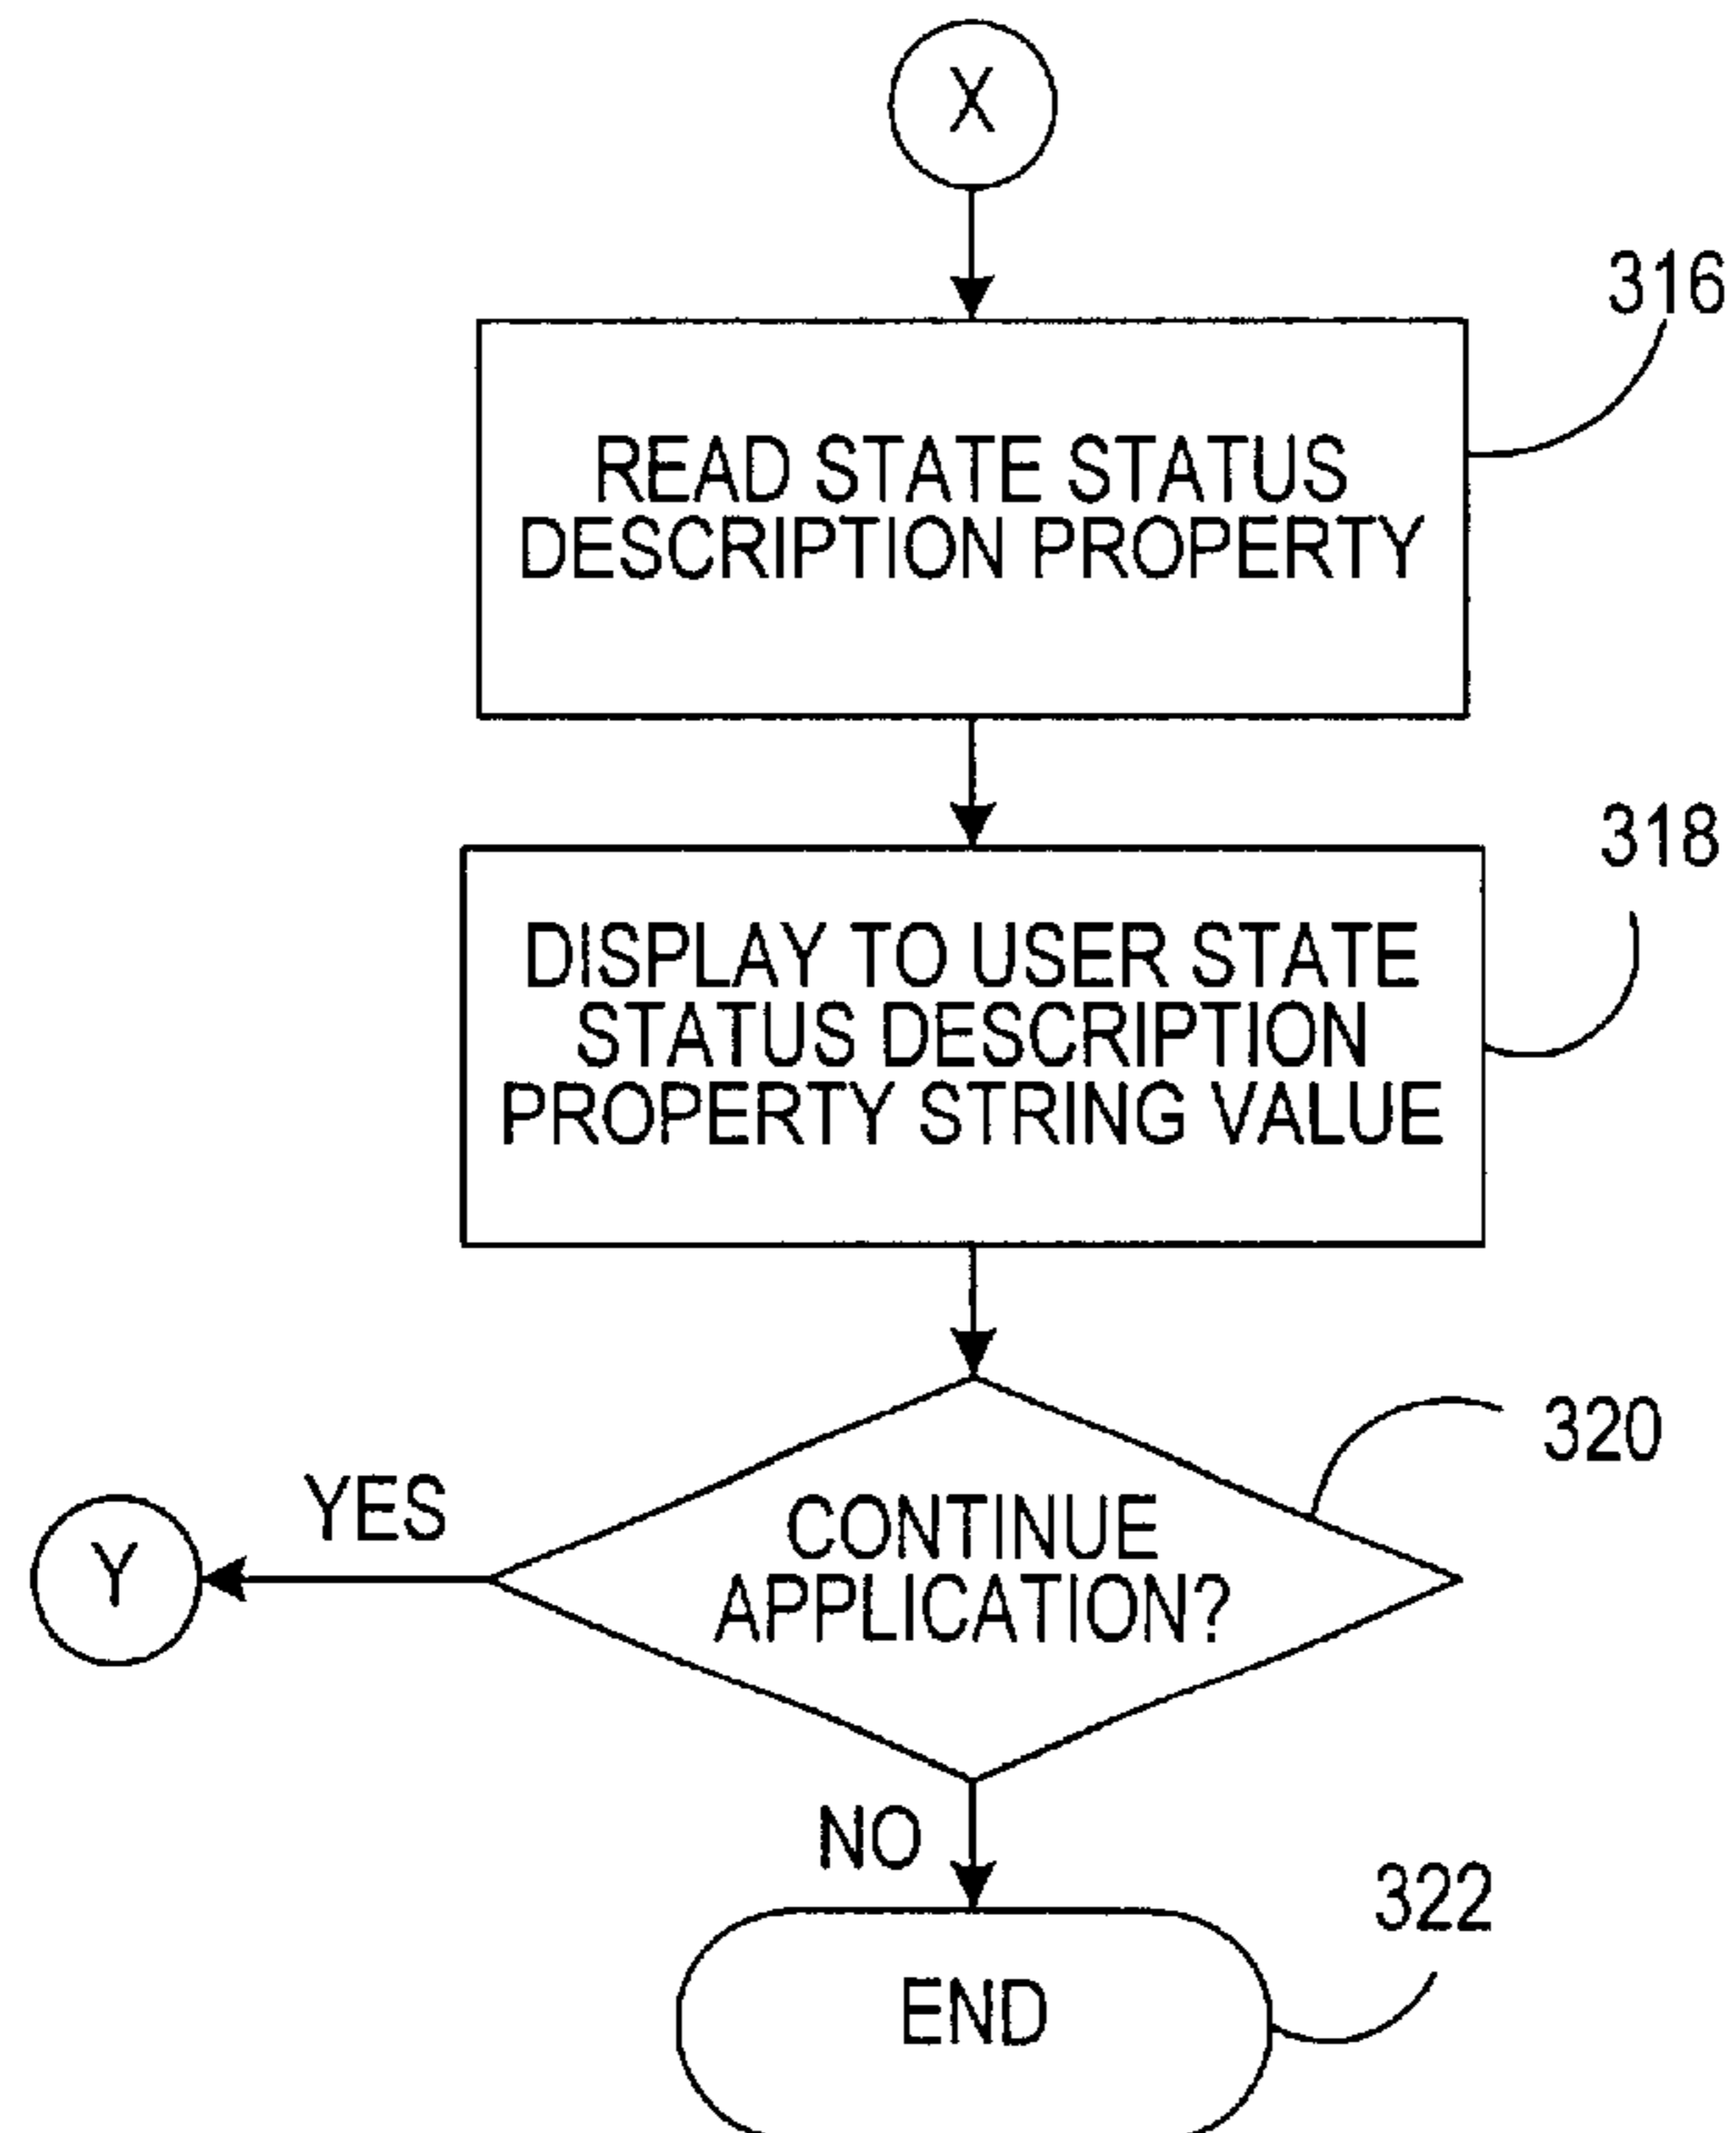 X
316
READ STATE STATUS
DESCRIPTION PROPERTY
318
DISPLAY TO USER STATE
STATUS DESCRIPTION
PROPERTY STRING VALUE
320
YES
CONTINUE
APPLICATION?
Y
NO
322
END